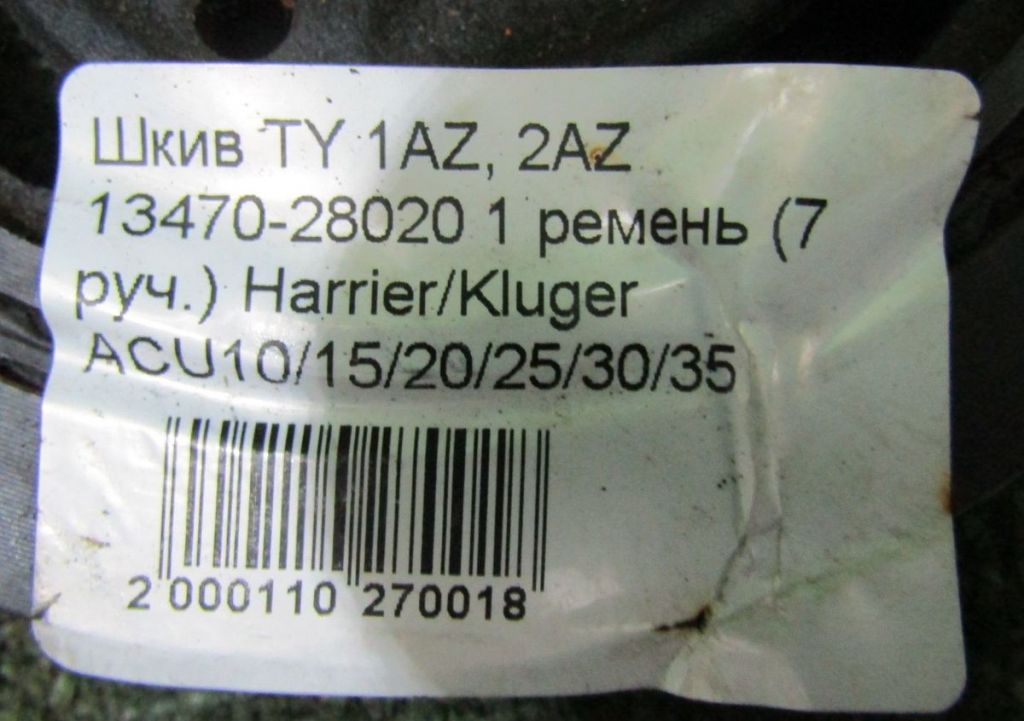 Шкив TY 1AZ, 2AZ
13470-28020 1 ремень (7
руч.) Harrier/Kluger
ACU10/15/20/25/30/35
2 000110 270018